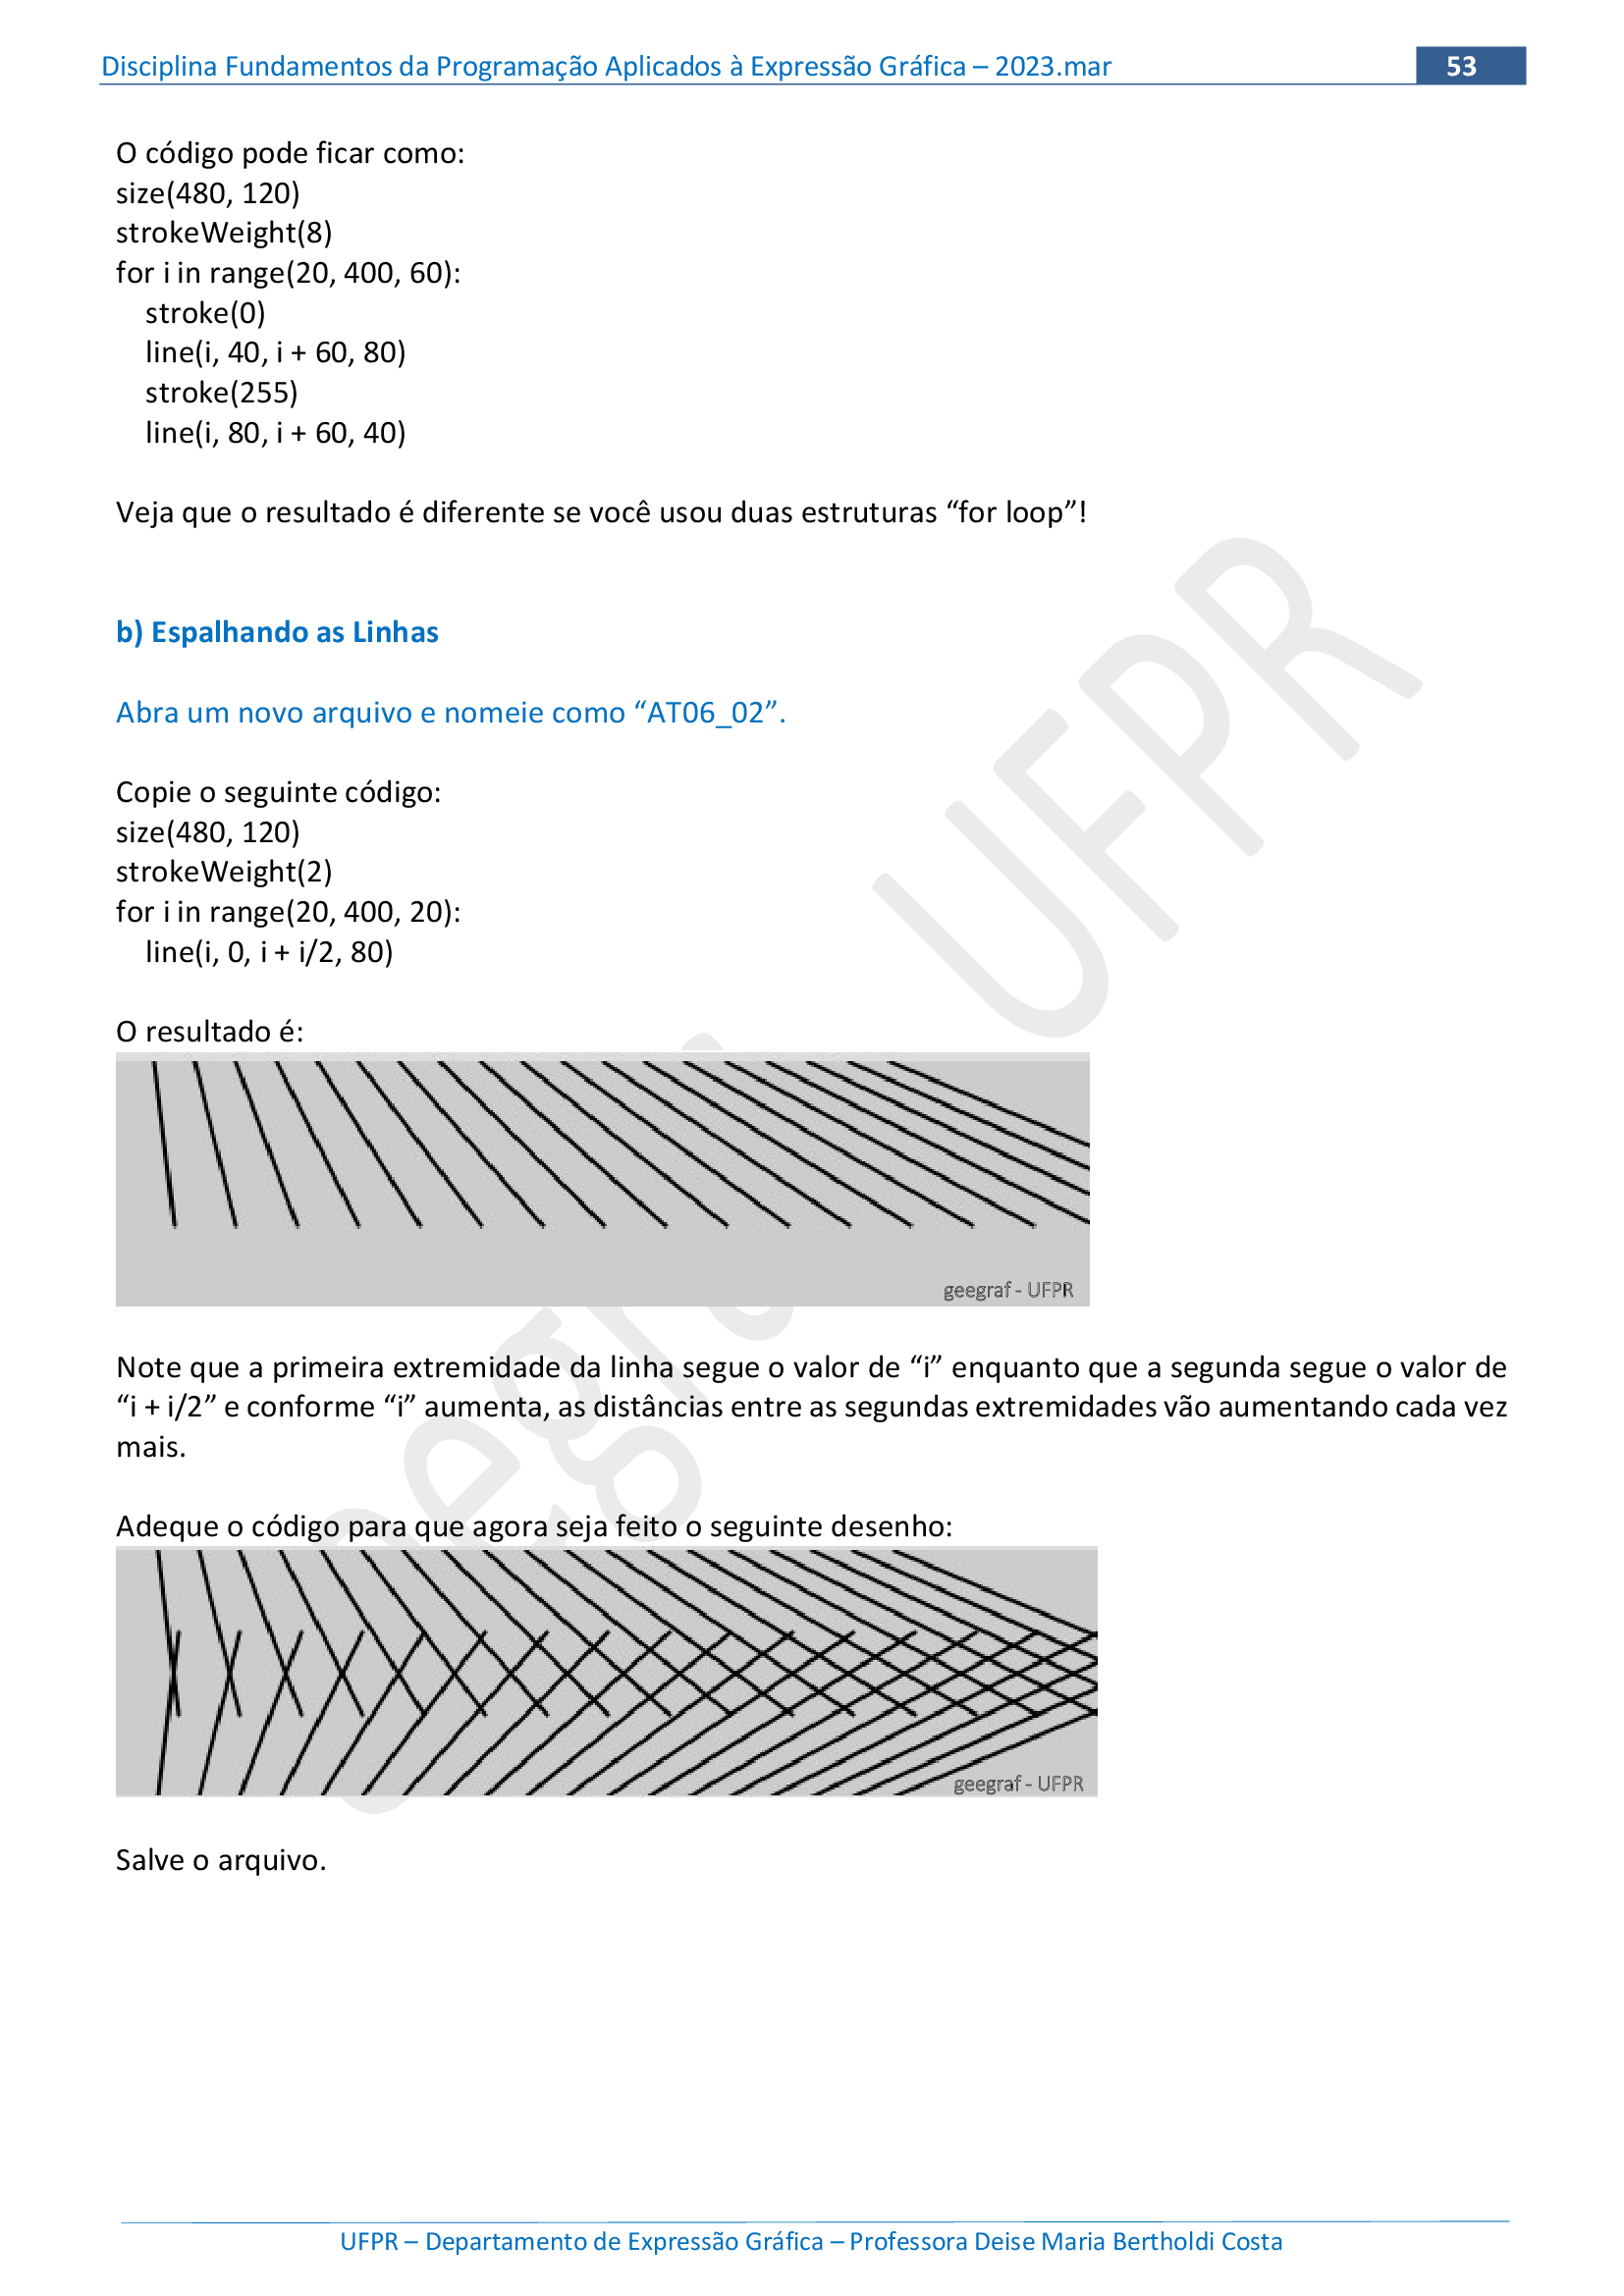 Disciplina Fundamentos da Programação Aplicados à Expressão Gráfica – 2023.mar 53
O código pode ficar como:
size(480, 120)
strokeWeight(8)
for i in range(20, 400, 60):
stroke(0)
line(i, 40, i + 60, 80)
stroke(255)
line(i, 80, i + 60, 40)
Veja que o resultado é diferente se você usou duas estruturas “for loop”!
b) Espalhando as Linhas
Abra um novo arquivo e nomeie como “AT06_02”.
Copie o seguinte código:
size(480, 120)
strokeWeight(2)
for i in range(20, 400, 20):
line(i, 0, i + i/2, 80)
O resultado é:
geegraf - UFPR
Note que a primeira extremidade da linha segue o valor de “i” enquanto que a segunda segue o valor de
“i + i/2” e conforme “i” aumenta, as distâncias entre as segundas extremidades vão aumentando cada vez
mais.
Adeque o código para que agora seja feito o seguinte desenho:
geegraf - UFPR
Salve o arquivo.
UFPR – Departamento de Expressão Gráfica – Professora Deise Maria Bertholdi Costa